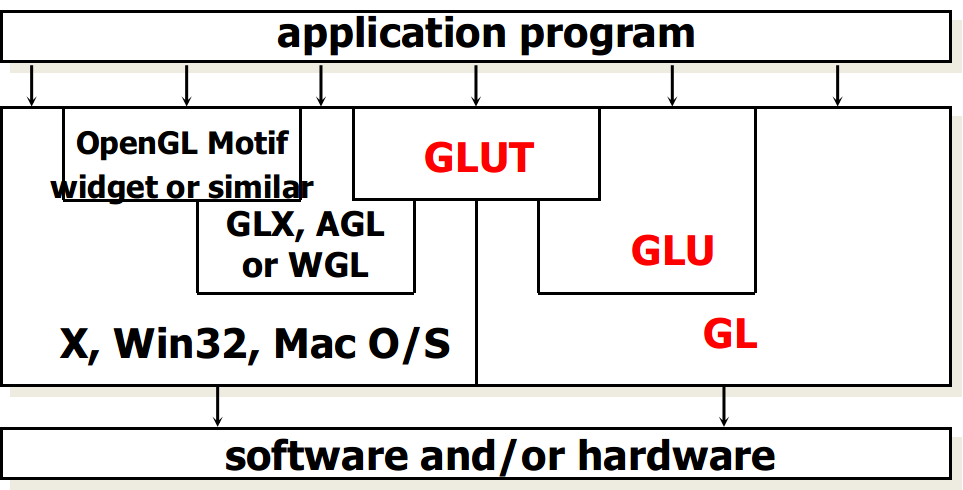 application program
OpenGL Motif
widget or similar
GLUT
GLX, AGL
or WGL
GLU
X, Win32, Mac O/S
GL
software and/or hardware